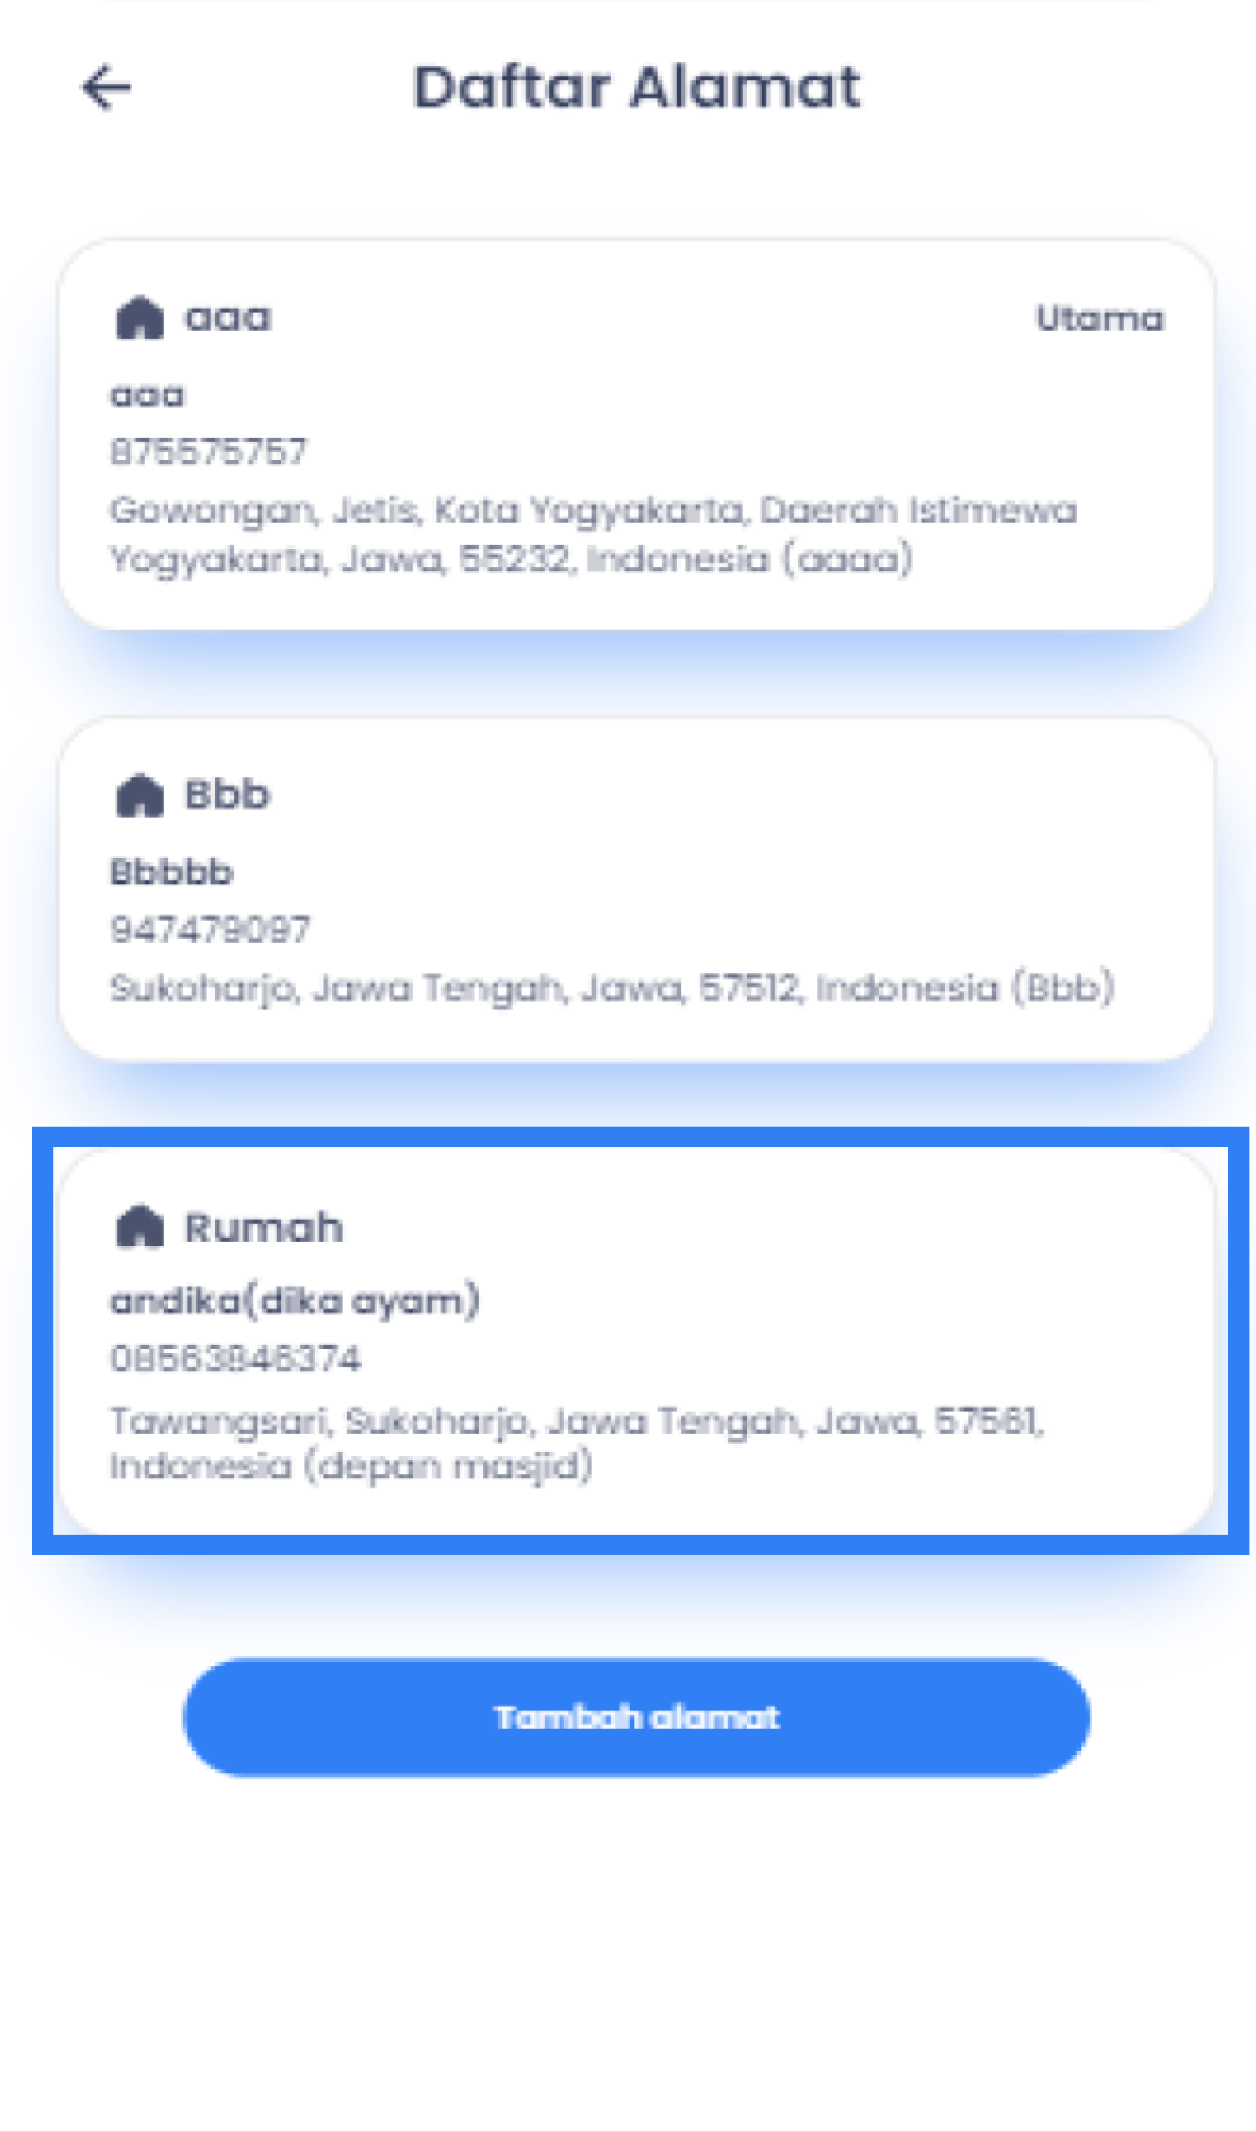 Daftar Alamat
aaa
Utama
aaa
875575757
Gowongan, Jetis, Kota Yogyakarta, Daerah Istimewa
Yogyakarta, Jawa, 55232, Indonesia (aaaa)
Bbb
Bbbbb
947479097
Sukoharjo, Jawa Tengah, Jawa, 57512, Indonesia (Bbb)
Rumah
andika(dika ayam)
08563846374
Tawangsari, Sukoharjo, Jawa Tengah, Jawa, 57561,
Indonesia (depan masjid)
Tambah alamat